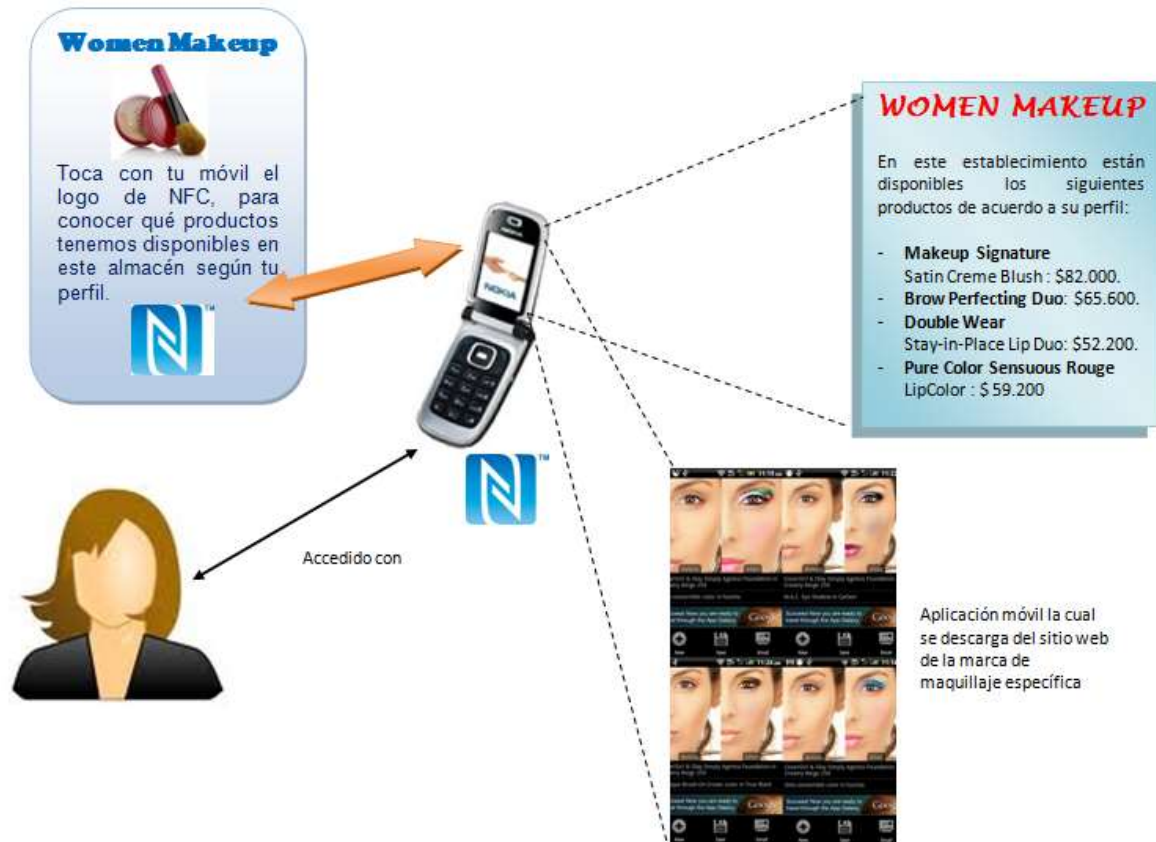 Women Makeup
Toca con tu móvil el
logo de NFC, para
conocer qué productos
tenemos disponibles en
este almacén según tu
perfil.
TM
NOKIA
TM
Accedido con
WOMEN MAKEUP
En este establecimiento están
disponibles los siguientes
productos de acuerdo a su perfil:
- Makeup Signature
Satin Creme Blush : $82.000.
- Brow Perfecting Duo: $65.600.
- Double Wear
Stay-in-Place Lip Duo: $52.200.
- Pure Color Sensuous Rouge
LipColor : $ 59.200
Aplicación móvil la cual
se descarga del sitio web
de la marca de
maquillaje específica